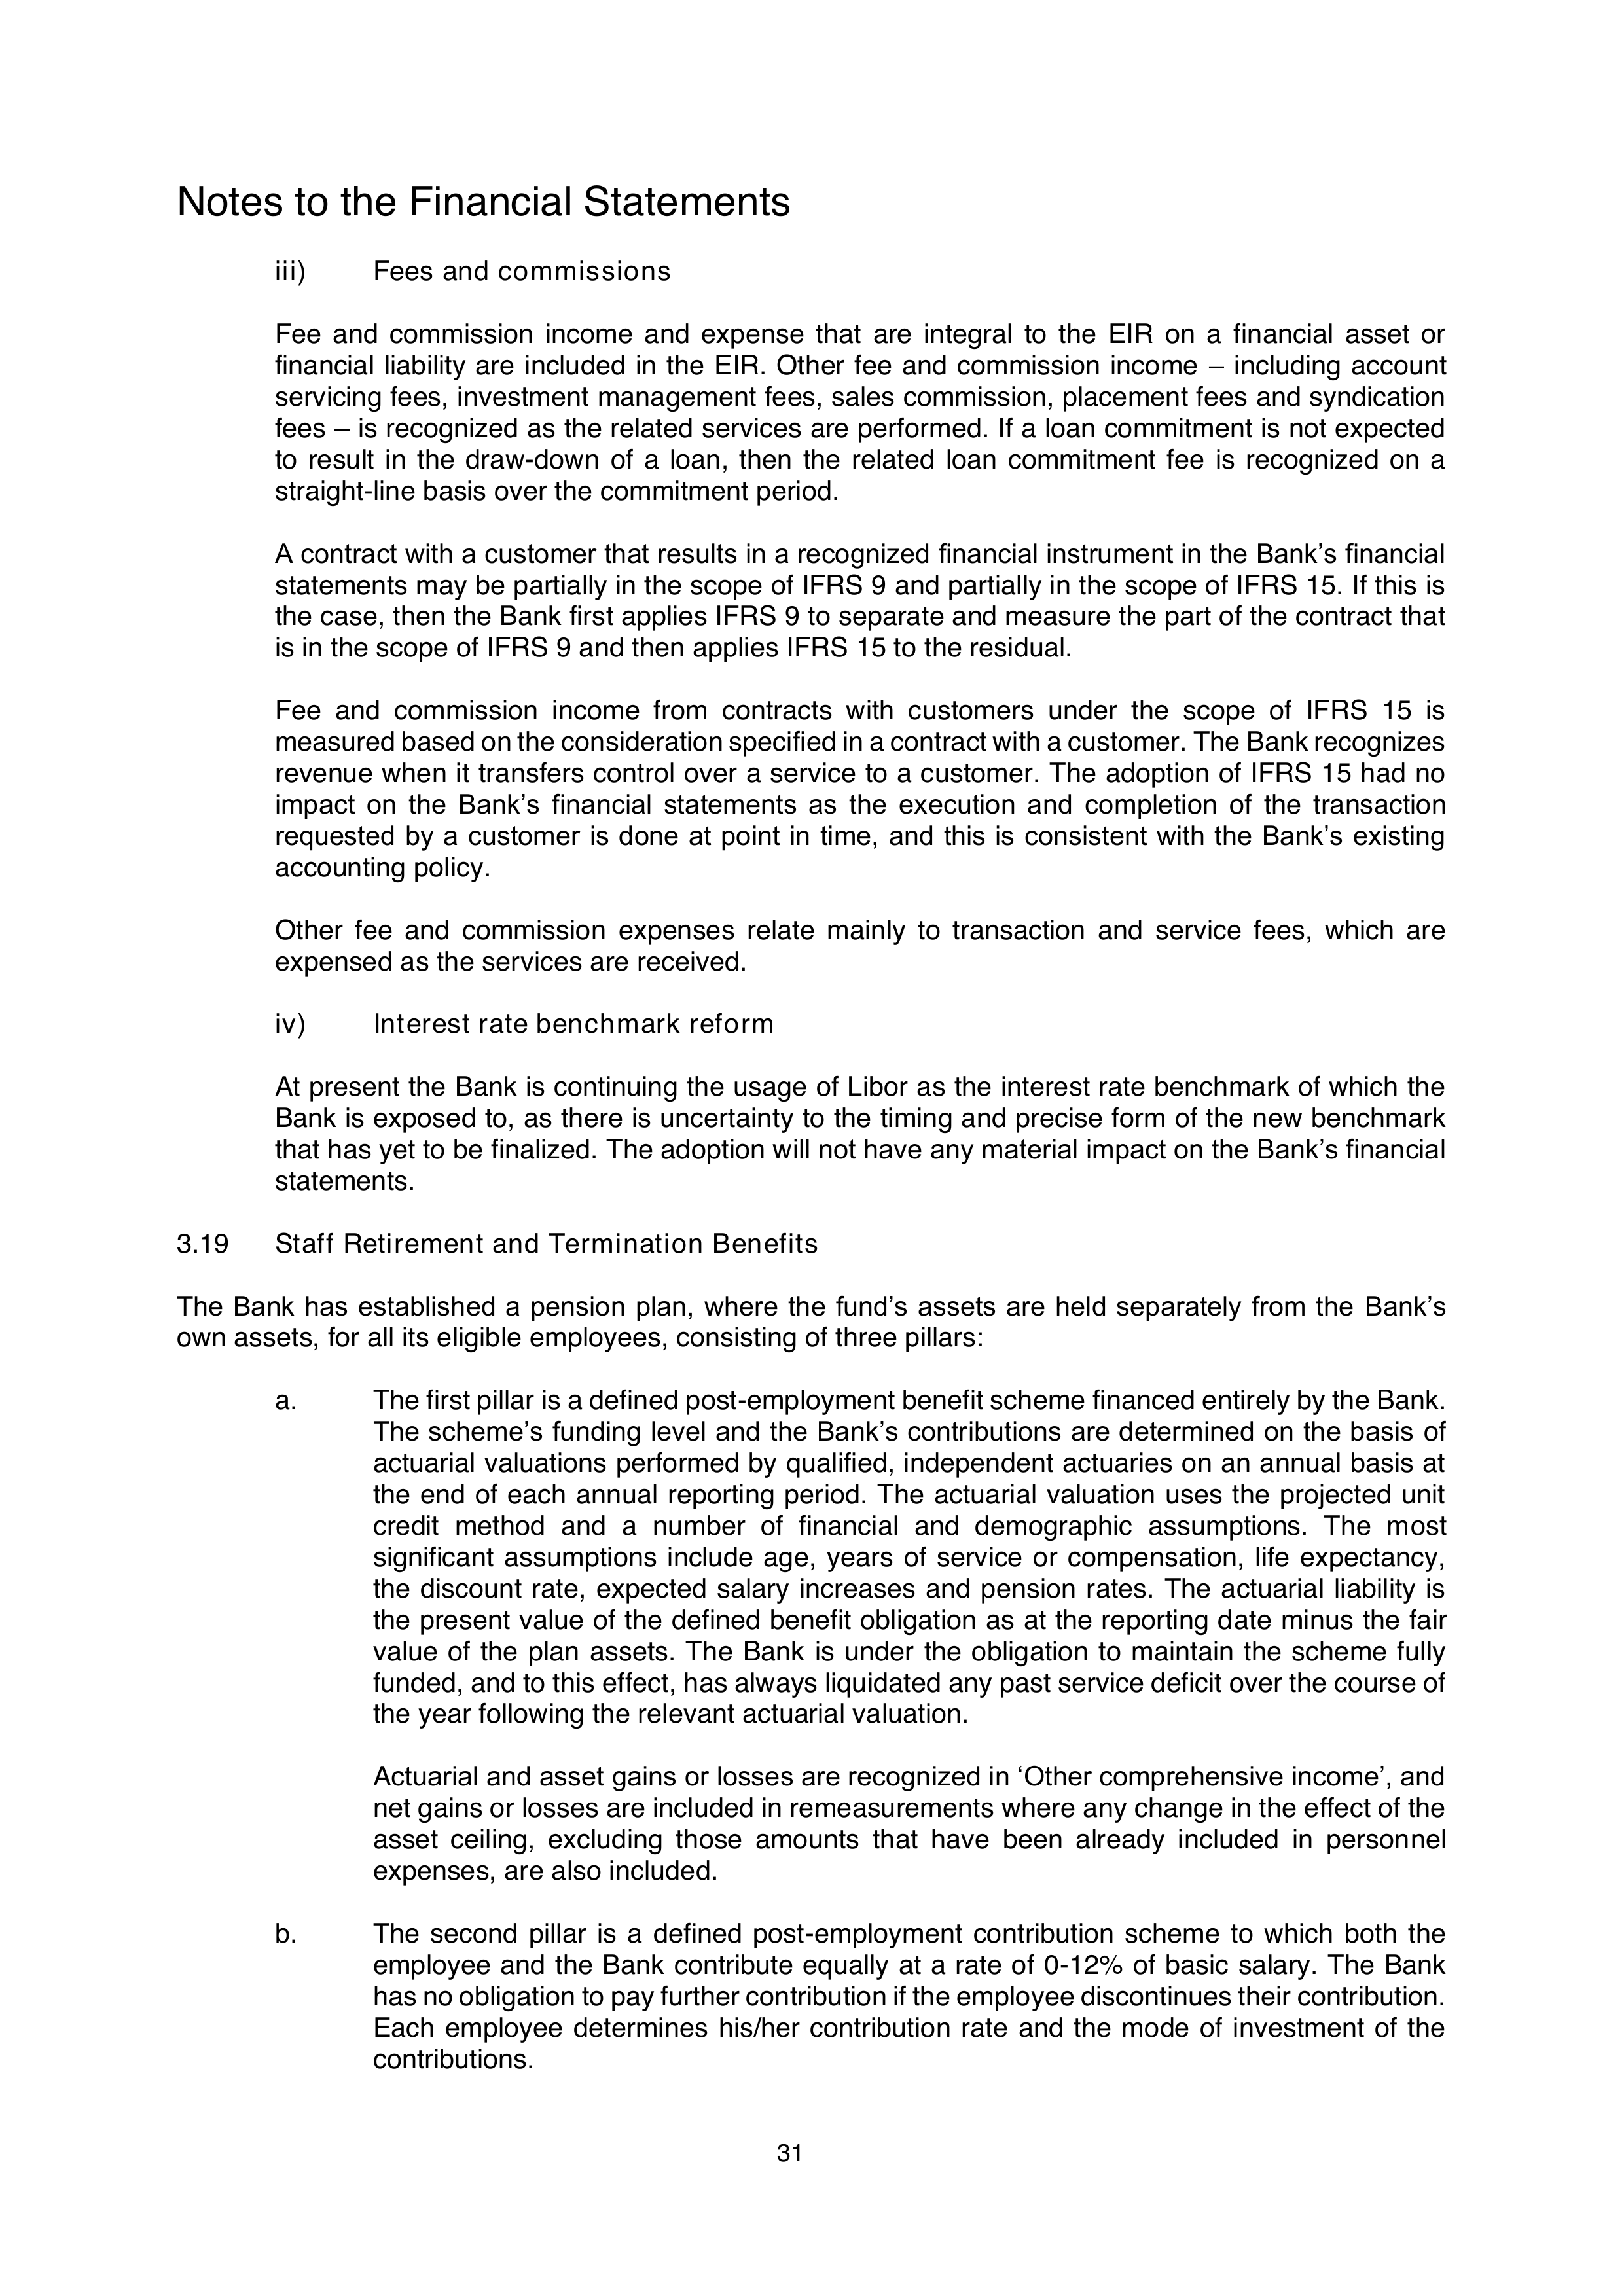 Notes to the Financial Statements
iii) Fees and commissions
Fee and commission income and expense that are integral to the EIR on a financial asset or
financial liability are included in the EIR. Other fee and commission income – including account
servicing fees, investment management fees, sales commission, placement fees and syndication
fees – is recognized as the related services are performed. If a loan commitment is not expected
to result in the draw-down of a loan, then the related loan commitment fee is recognized on a
straight-line basis over the commitment period.
A contract with a customer that results in a recognized financial instrument in the Bank’s financial
statements may be partially in the scope of IFRS 9 and partially in the scope of IFRS 15. If this is
the case, then the Bank first applies IFRS 9 to separate and measure the part of the contract that
is in the scope of IFRS 9 and then applies IFRS 15 to the residual.
Fee and commission income from contracts with customers under the scope of IFRS 15 is
measured based on the consideration specified in a contract with a customer. The Bank recognizes
revenue when it transfers control over a service to a customer. The adoption of IFRS 15 had no
impact on the Bank’s financial statements as the execution and completion of the transaction
requested by a customer is done at point in time, and this is consistent with the Bank’s existing
accounting policy.
Other fee and commission expenses relate mainly to transaction and service fees, which are
expensed as the services are received.
iv) Interest rate benchmark reform
At present the Bank is continuing the usage of Libor as the interest rate benchmark of which the
Bank is exposed to, as there is uncertainty to the timing and precise form of the new benchmark
that has yet to be finalized. The adoption will not have any material impact on the Bank’s financial
statements.
3.19 Staff Retirement and Termination Benefits
The Bank has established a pension plan, where the fund’s assets are held separately from the Bank’s
own assets, for all its eligible employees, consisting of three pillars:
a. The first pillar is a defined post-employment benefit scheme financed entirely by the Bank.
The scheme’s funding level and the Bank’s contributions are determined on the basis of
actuarial valuations performed by qualified, independent actuaries on an annual basis at
the end of each annual reporting period. The actuarial valuation uses the projected unit
credit method and a number of financial and demographic assumptions. The most
significant assumptions include age, years of service or compensation, life expectancy,
the discount rate, expected salary increases and pension rates. The actuarial liability is
the present value of the defined benefit obligation as at the reporting date minus the fair
value of the plan assets. The Bank is under the obligation to maintain the scheme fully
funded, and to this effect, has always liquidated any past service deficit over the course of
the year following the relevant actuarial valuation.
Actuarial and asset gains or losses are recognized in ‘Other comprehensive income’, and
net gains or losses are included in remeasurements where any change in the effect of the
asset ceiling, excluding those amounts that have been already included in personnel
expenses, are also included.
b. The second pillar is a defined post-employment contribution scheme to which both the
employee and the Bank contribute equally at a rate of 0-12% of basic salary. The Bank
has no obligation to pay further contribution if the employee discontinues their contribution.
Each employee determines his/her contribution rate and the mode of investment of the
contributions.
31